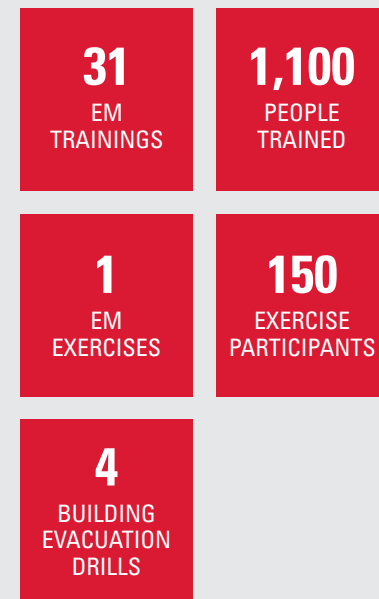 31
EM
TRAININGS
1,100
PEOPLE
TRAINED
1
EM
EXERCISES
150
EXERCISE
PARTICIPANTS
4
BUILDING
EVACUATION
DRILLS